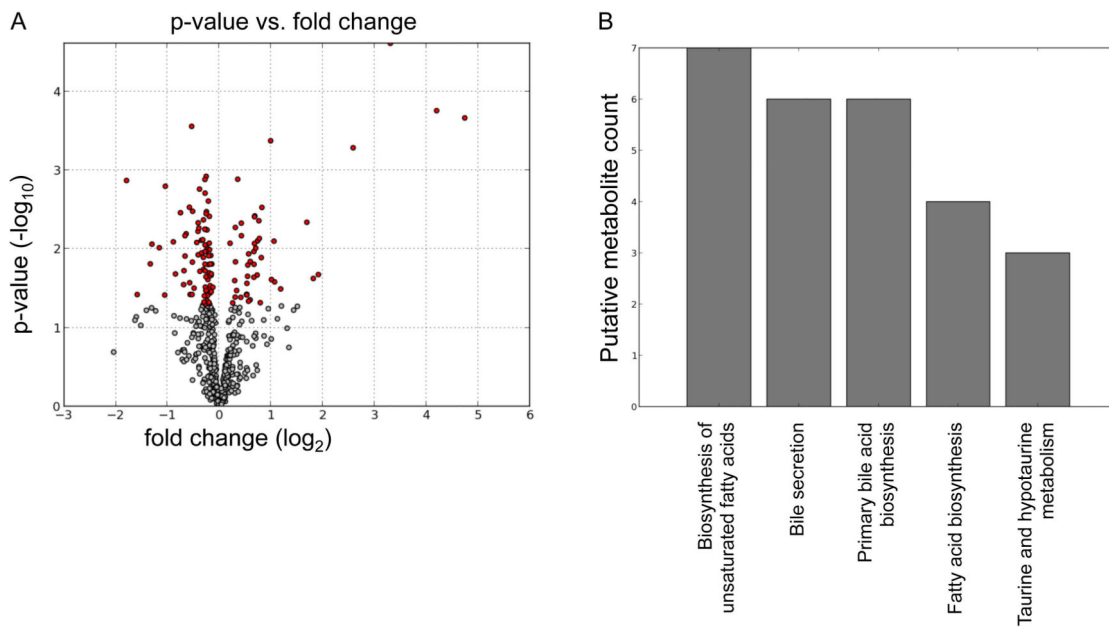 A
p-value vs. fold change
p-value (-log10)
4
3
2
1
0
−3 −2 −1 0 1 2 3 4 5 6
fold change (log2)
B
Putative metabolite count
7
6
5
4
3
2
1
0
Biosynthesis of
unsaturated fatty acids
Bile secretion
Primary bile acid
biosynthesis
Fatty acid biosynthesis
Taurine and hypotaurine
metabolism